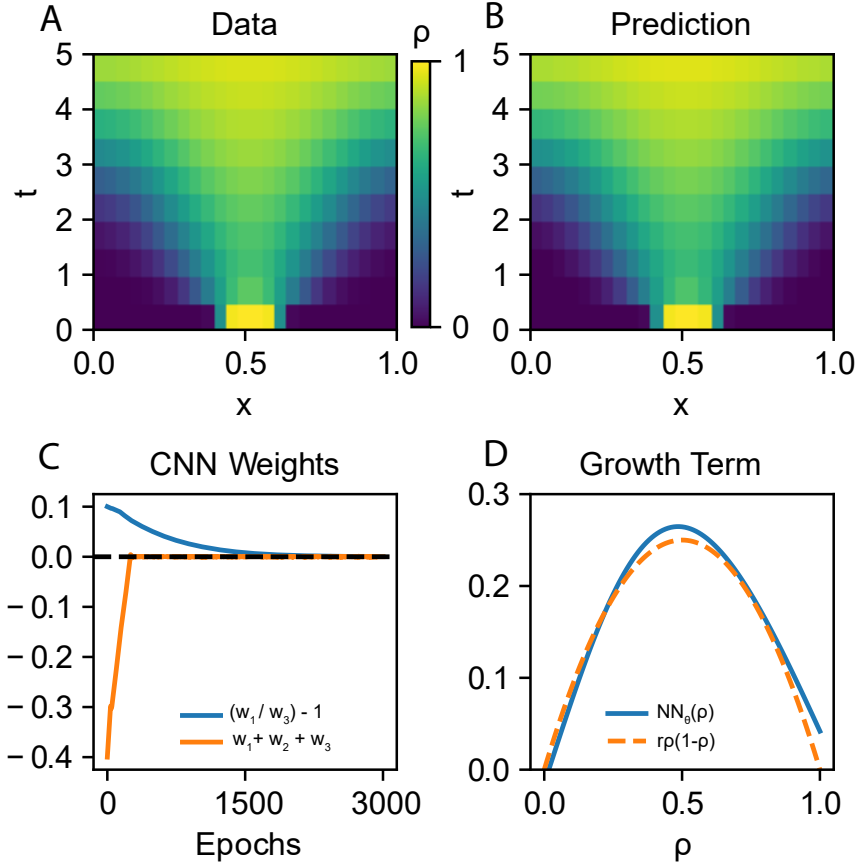 A
Data
ρ
B
Prediction
5
4
3
2
1
0
t
0.0
0.5
1.0
x
1
0
5
4
3
2
1
0
t
0.0
0.5
1.0
x
C
CNN Weights
0.1
0.0
−0.1
−0.2
−0.3
−0.4
(w₁ / w₃) - 1
w₁+ w₂ + w₃
0
1500
3000
Epochs
D
Growth Term
0.3
0.2
0.1
0.0
NN_θ(ρ)
rρ(1-ρ)
0.0
0.5
1.0
ρ